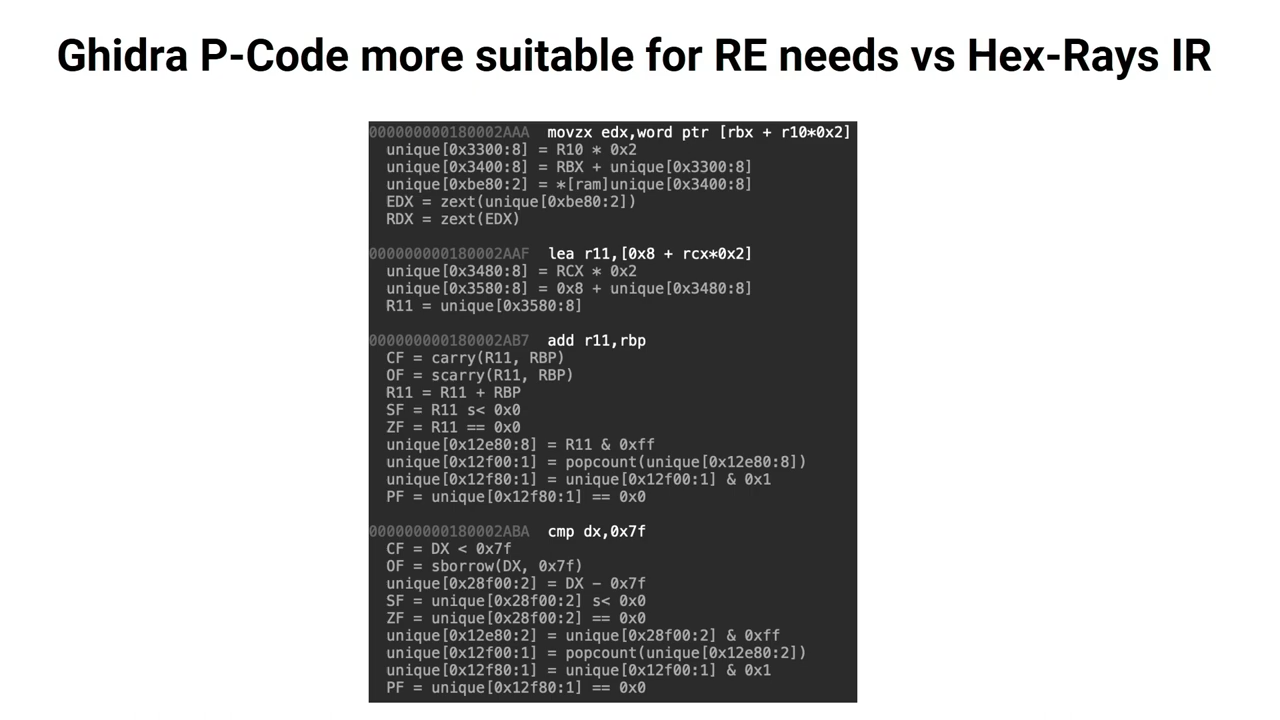 Ghidra P-Code more suitable for RE needs vs Hex-Rays IR
0000000000180002AAA movzx edx,word ptr [rbx + r10*0x2]
unique[0x3300:8] = R10 * 0x2
unique[0x3400:8] = RBX + unique[0x3300:8]
unique[0xbe80:2] = *[ram]unique[0x3400:8]
EDX = zext(unique[0xbe80:2])
RDX = zext(EDX)
0000000000180002AAF lea r11,[0x8 + rcx*0x2]
unique[0x3480:8] = RCX * 0x2
unique[0x3580:8] = 0x8 + unique[0x3480:8]
R11 = unique[0x3580:8]
0000000000180002AB7 add r11,rbp
CF = carry(R11, RBP)
OF = scarry(R11, RBP)
R11 = R11 + RBP
SF = R11 s< 0x0
ZF = R11 == 0x0
unique[0x12e80:8] = R11 & 0xff
unique[0x12f00:1] = popcount(unique[0x12e80:8])
unique[0x12f80:1] = unique[0x12f00:1] & 0x1
PF = unique[0x12f80:1] == 0x0
0000000000180002ABA cmp dx,0x7f
CF = DX < 0x7f
OF = sborrow(DX, 0x7f)
unique[0x28f00:2] = DX - 0x7f
SF = unique[0x28f00:2] s< 0x0
ZF = unique[0x28f00:2] == 0x0
unique[0x12e80:2] = unique[0x28f00:2] & 0xff
unique[0x12f00:1] = popcount(unique[0x12e80:2])
unique[0x12f80:1] = unique[0x12f00:1] & 0x1
PF = unique[0x12f80:1] == 0x0